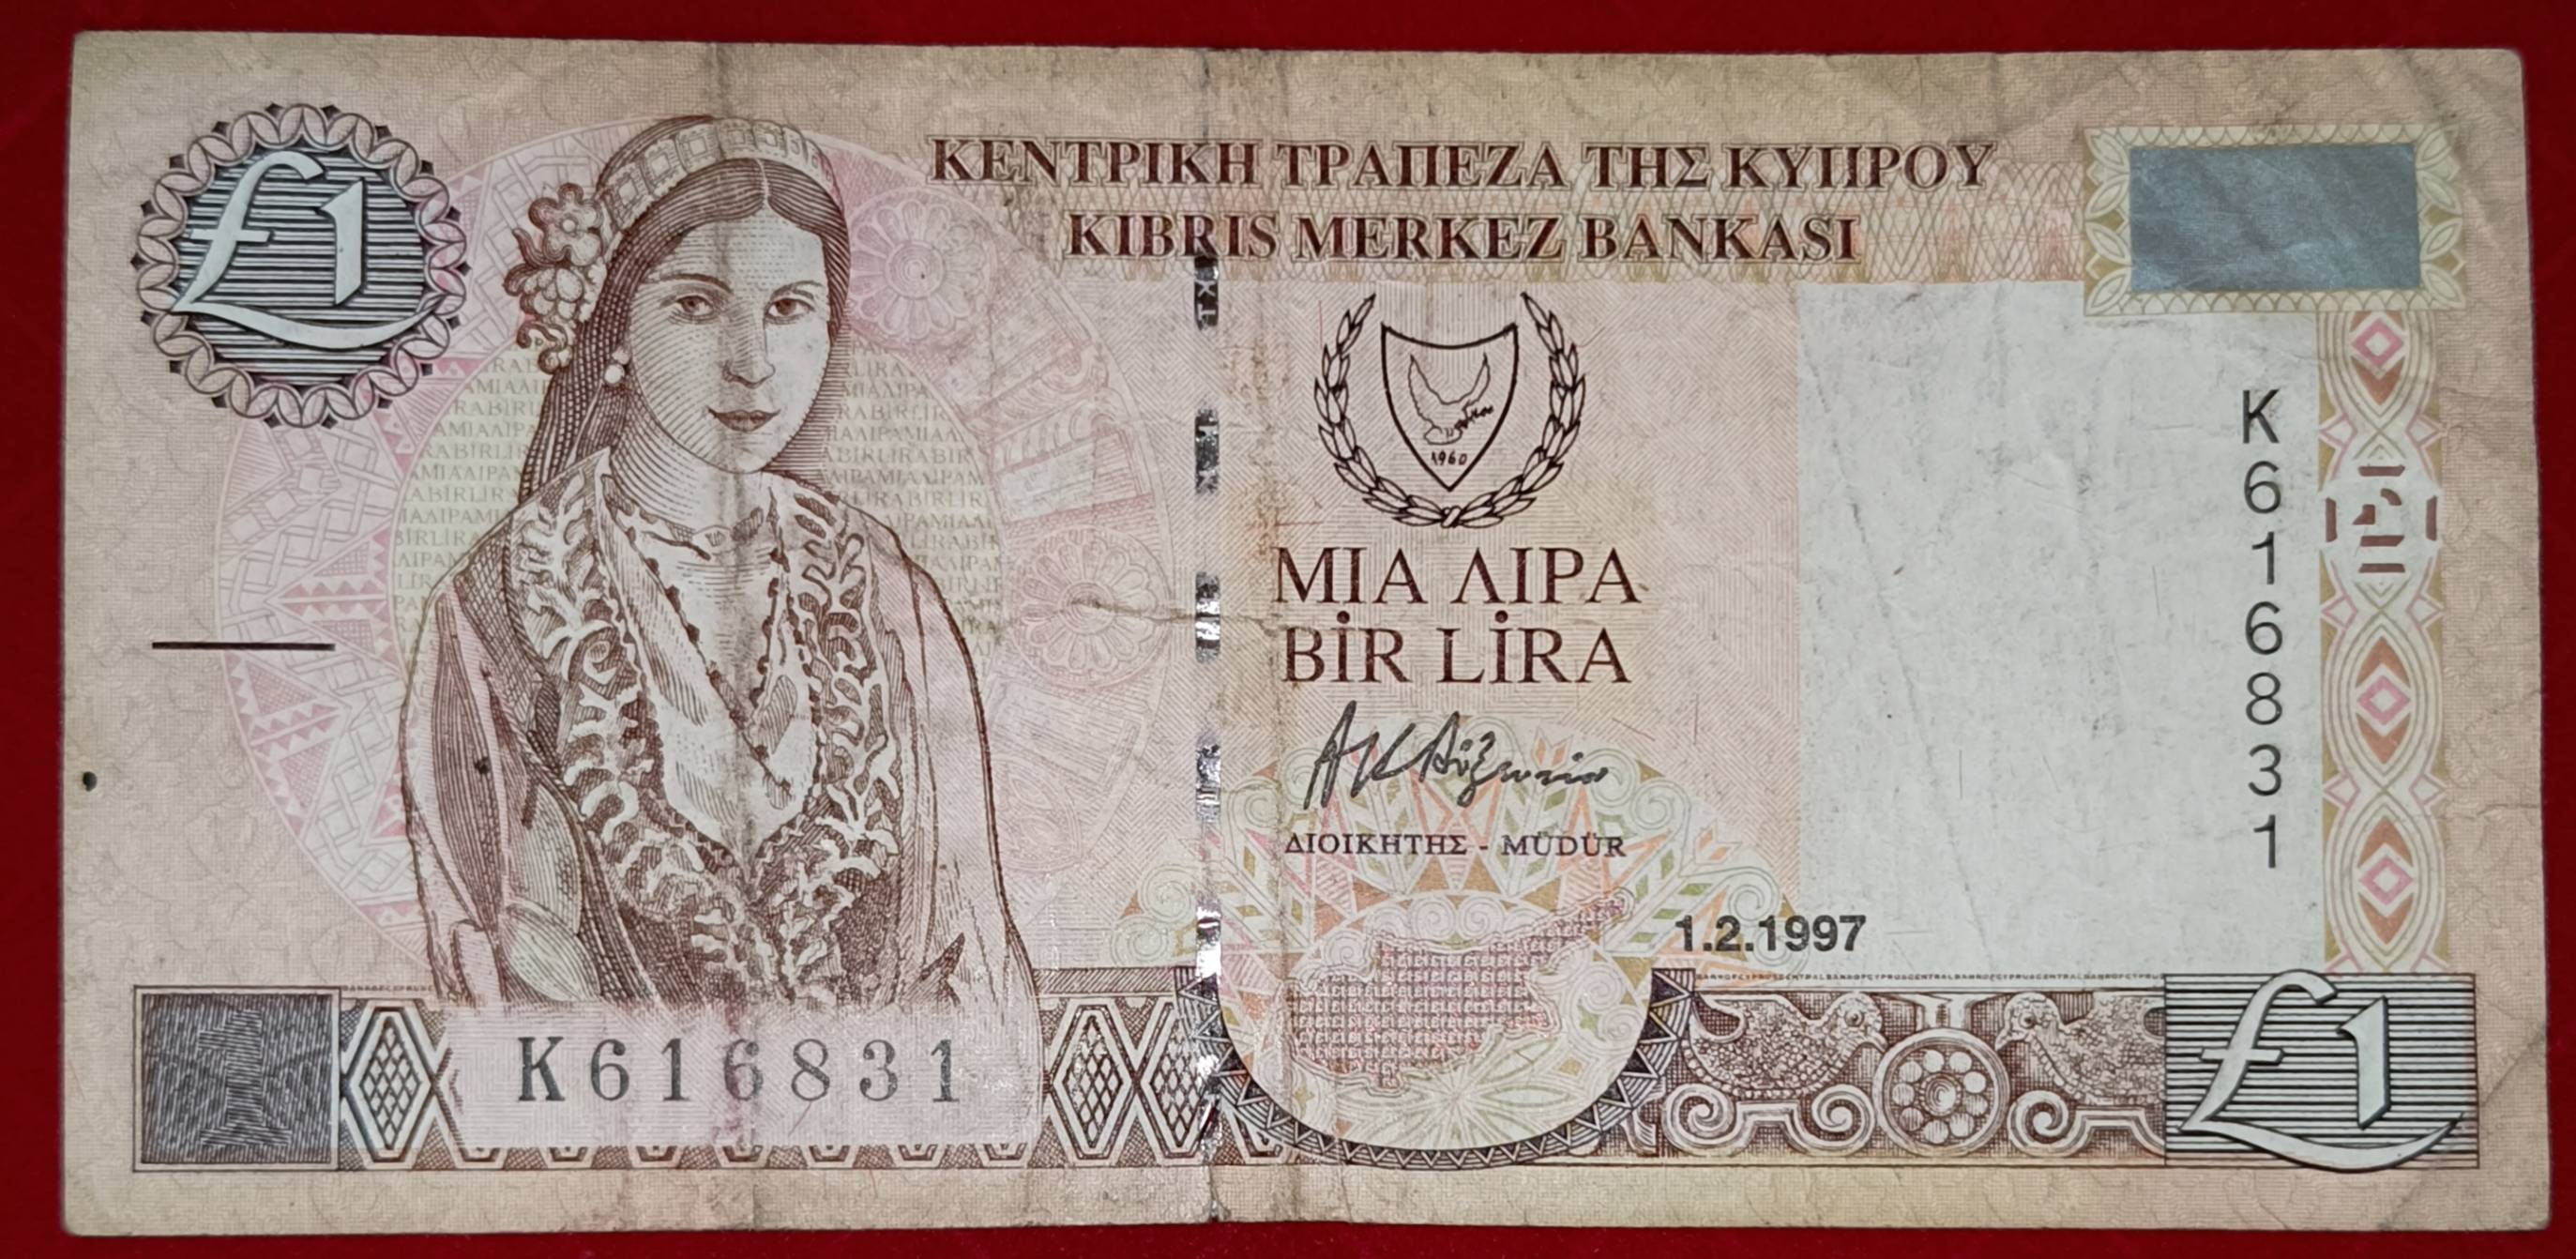 £1
ΚΕΝΤΡΙΚΗ ΤΡΑΠΕΖΑ ΤΗΣ ΚΥΠΡΟΥ
KIBRIS MERKEZ BANKASI
1960
ΜΙΑ ΛΙΡΑ
BİR LİRA
ΔΙΟΙΚΗΤΗΣ - MÜDÜR
1.2.1997
K616831
1
K616831
£1